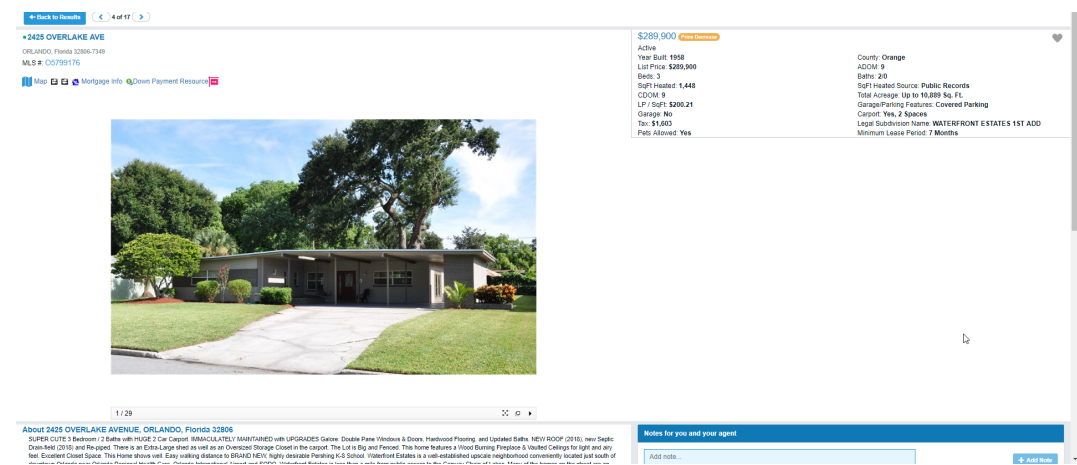 Back to Results
4 of 17
2425 OVERLAKE AVE
ORLANDO, Florida 32806-7349
MLS #: O5799176
Map
Mortgage Info
Down Payment Resource
$289,900 Price Decrease
Active
Year Built: 1958
County: Orange
List Price: $289,900
ADOM: 9
Beds: 3
Baths: 2/0
SqFt Heated: 1,448
SqFt Heated Source: Public Records
CDOM: 9
Total Acreage: Up to 10,889 Sq. Ft.
LP / SqFt: $200.21
Garage/Parking Features: Covered Parking
Garage: No
Carport: Yes, 2 Spaces
Tax: $1,603
Legal Subdivision Name: WATERFRONT ESTATES 1ST ADD
Pets Allowed: Yes
Minimum Lease Period: 7 Months
1 / 29
About 2425 OVERLAKE AVENUE, ORLANDO, Florida 32806
SUPER CUTE 3 Bedroom / 2 Baths with HUGE 2 Car Carport. IMMACULATELY MAINTAINED with UPGRADES Galore: Double Pane Windows & Doors, Hardwood Flooring, and Updated Baths. NEW ROOF (2018), new Septic
Drain-field (2018) and Re-piped. There is an Extra-Large shed as well as an Oversized Storage Closet in the carport. The Lot is Big and Fenced. This home features a Wood Burning Fireplace & Vaulted Ceilings for light and airy
feel. Excellent Closet Space. This Home shows well. Easy walking distance to BRAND NEW, highly desirable Pershing K-8 School. Waterfront Estates is a well-established upscale neighborhood conveniently located just south of
Notes for you and your agent
Add note...
+ Add Note